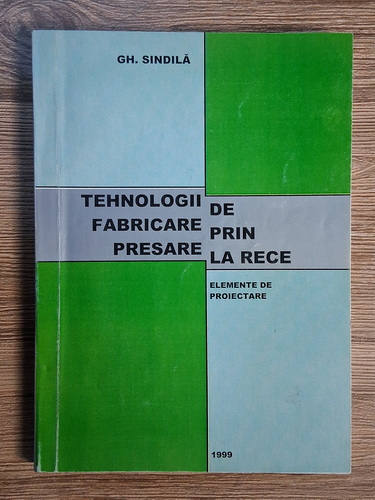 GH. SINDILĂ
TEHNOLOGII DE
FABRICARE PRIN
PRESARE LA RECE
ELEMENTE DE
PROIECTARE
1999